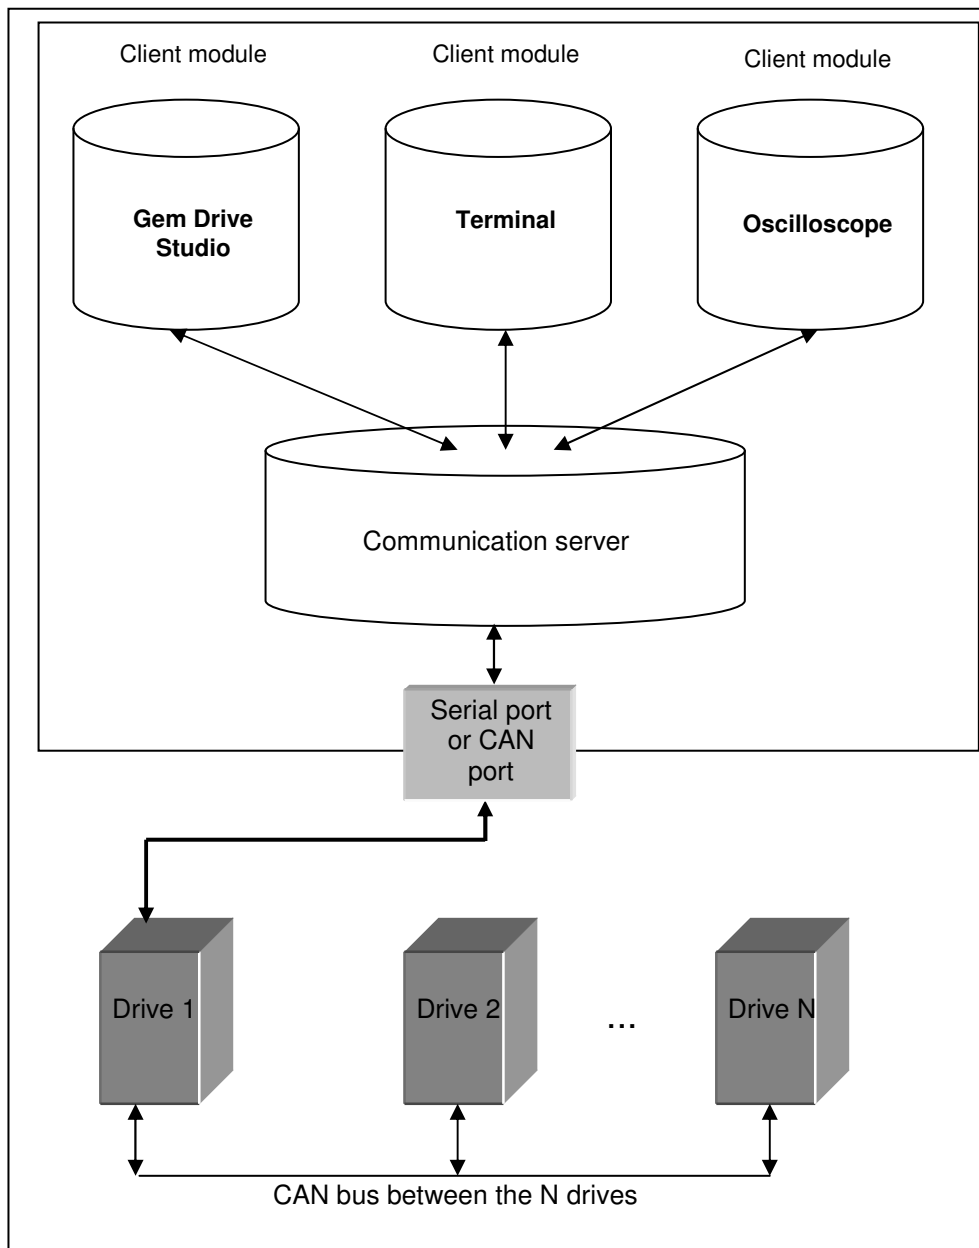 Client module
Client module
Client module
Gem Drive
Studio
Terminal
Oscilloscope
Communication server
Serial port
or CAN
port
Drive 1
Drive 2
...
Drive N
CAN bus between the N drives